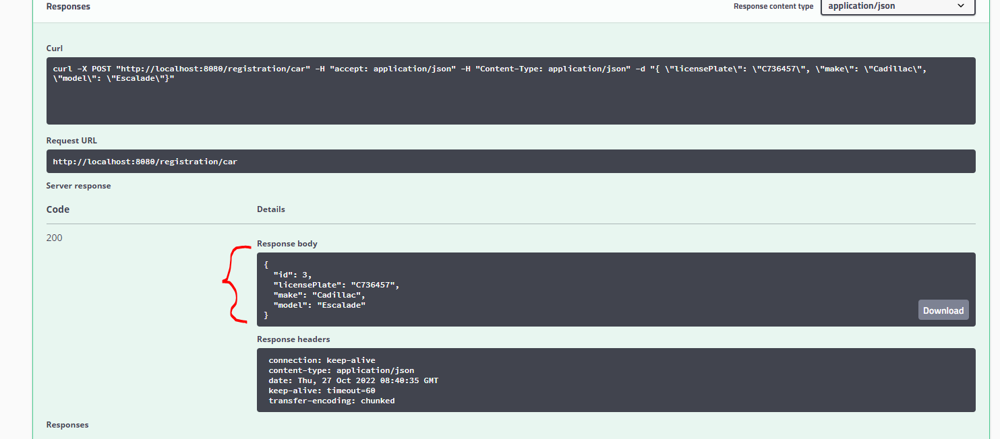 Responses
Response content type
application/json
Curl
curl -X POST "http://localhost:8080/registration/car" -H "accept: application/json" -H "Content-Type: application/json" -d "{ \"licensePlate\": \"C736457\", \"make\": \"Cadillac\",
\"model\": \"Escalade\"}"
Request URL
http://localhost:8080/registration/car
Server response
Code
Details
200
Response body
{
  "id": 3,
  "licensePlate": "C736457",
  "make": "Cadillac",
  "model": "Escalade"
}
Download
Response headers
connection: keep-alive
content-type: application/json
date: Thu, 27 Oct 2022 08:40:35 GMT
keep-alive: timeout=60
transfer-encoding: chunked
Responses